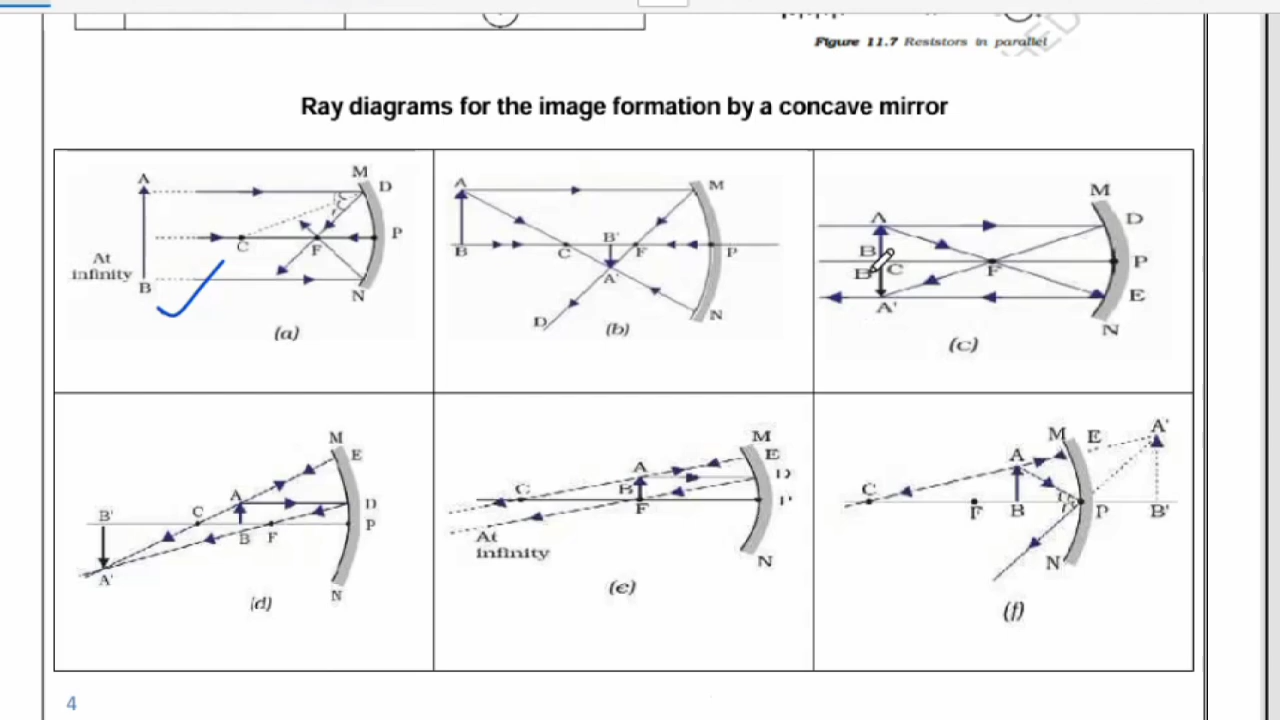 Figure 11.7 Resistors in parallel
Ray diagrams for the image formation by a concave mirror
A
M
D
C
F
P
At
infinity
B
N
(a)
A
M
B'
B
C
F
P
A'
D
N
(b)
M
A
D
B
B'
C
F
P
A'
E
N
(c)
M
E
A
B'
C
D
B
F
P
A'
N
(d)
M
E
A
D
C
B
P
F
At
infinity
N
(e)
M
E
A'
A
C
F
B
P
B'
N
(f)
4